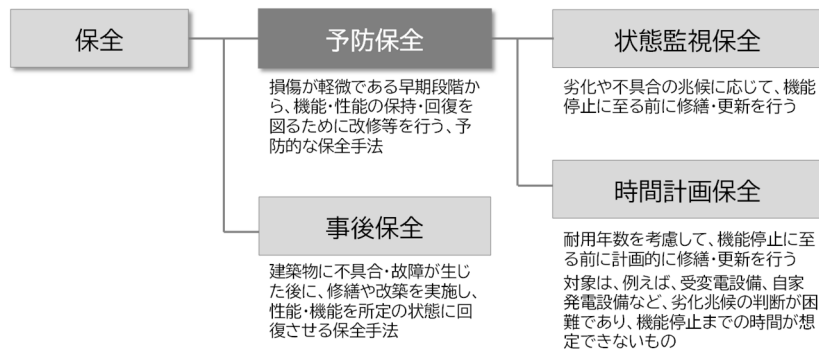 保全
予防保全
損傷が軽微である早期段階か
ら、機能・性能の保持・回復を
図るために改修等を行う、予
防的な保全手法
事後保全
建築物に不具合・故障が生じ
た後に、修繕や改築を実施し、
性能・機能を所定の状態に回
復させる保全手法
状態監視保全
劣化や不具合の兆候に応じて、機能
停止に至る前に修繕・更新を行う
時間計画保全
耐用年数を考慮して、機能停止に至
る前に計画的に修繕・更新を行う
対象は、例えば、受変電設備、自家
発電設備など、劣化兆候の判断が困
難であり、機能停止までの時間が想
定できないもの